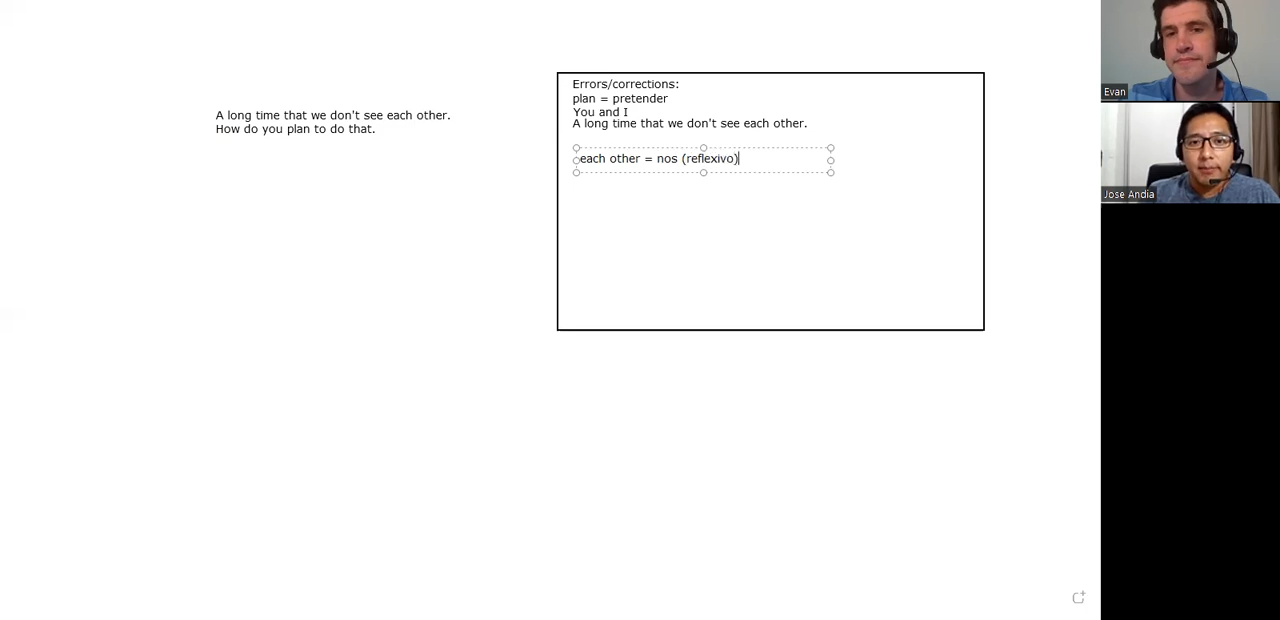 A long time that we don't see each other.
How do you plan to do that.
Errors/corrections:
plan = pretender
You and I
A long time that we don't see each other.
each other = nos (reflexivo)
Evan
Jose Andia